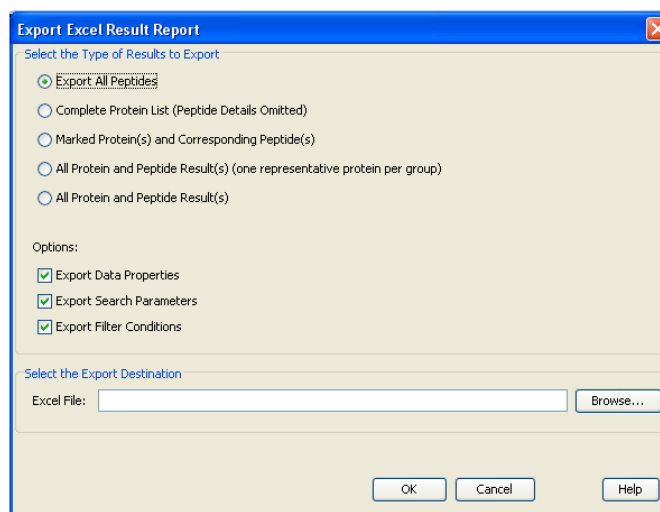 Export Excel Result Report
Select the Type of Results to Export
Export All Peptides
Complete Protein List (Peptide Details Omitted)
Marked Protein(s) and Corresponding Peptide(s)
All Protein and Peptide Result(s) (one representative protein per group)
All Protein and Peptide Result(s)
Options:
Export Data Properties
Export Search Parameters
Export Filter Conditions
Select the Export Destination
Excel File: Browse...
OK Cancel Help